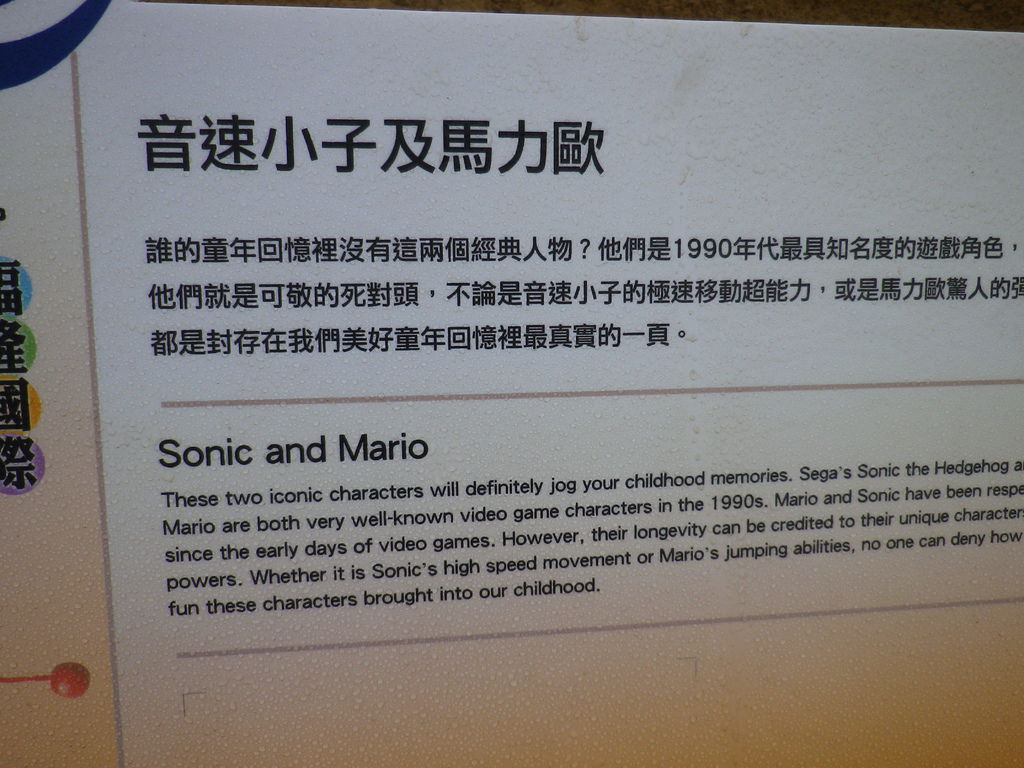 音速小子及馬力歐
誰的童年回憶裡沒有這兩個經典人物？他們是1990年代最具知名度的遊戲角色，
他們就是可敬的死對頭，不論是音速小子的極速移動超能力，或是馬力歐驚人的彈
都是封存在我們美好童年回憶裡最真實的一頁。
Sonic and Mario
These two iconic characters will definitely jog your childhood memories. Sega's Sonic the Hedgehog
Mario are both very well-known video game characters in the 1990s. Mario and Sonic have been
since the early days of video games. However, their longevity can be credited to their unique
powers. Whether it is Sonic's high speed movement or Mario's jumping abilities, no one can deny how
fun these characters brought into our childhood.
福隆國際